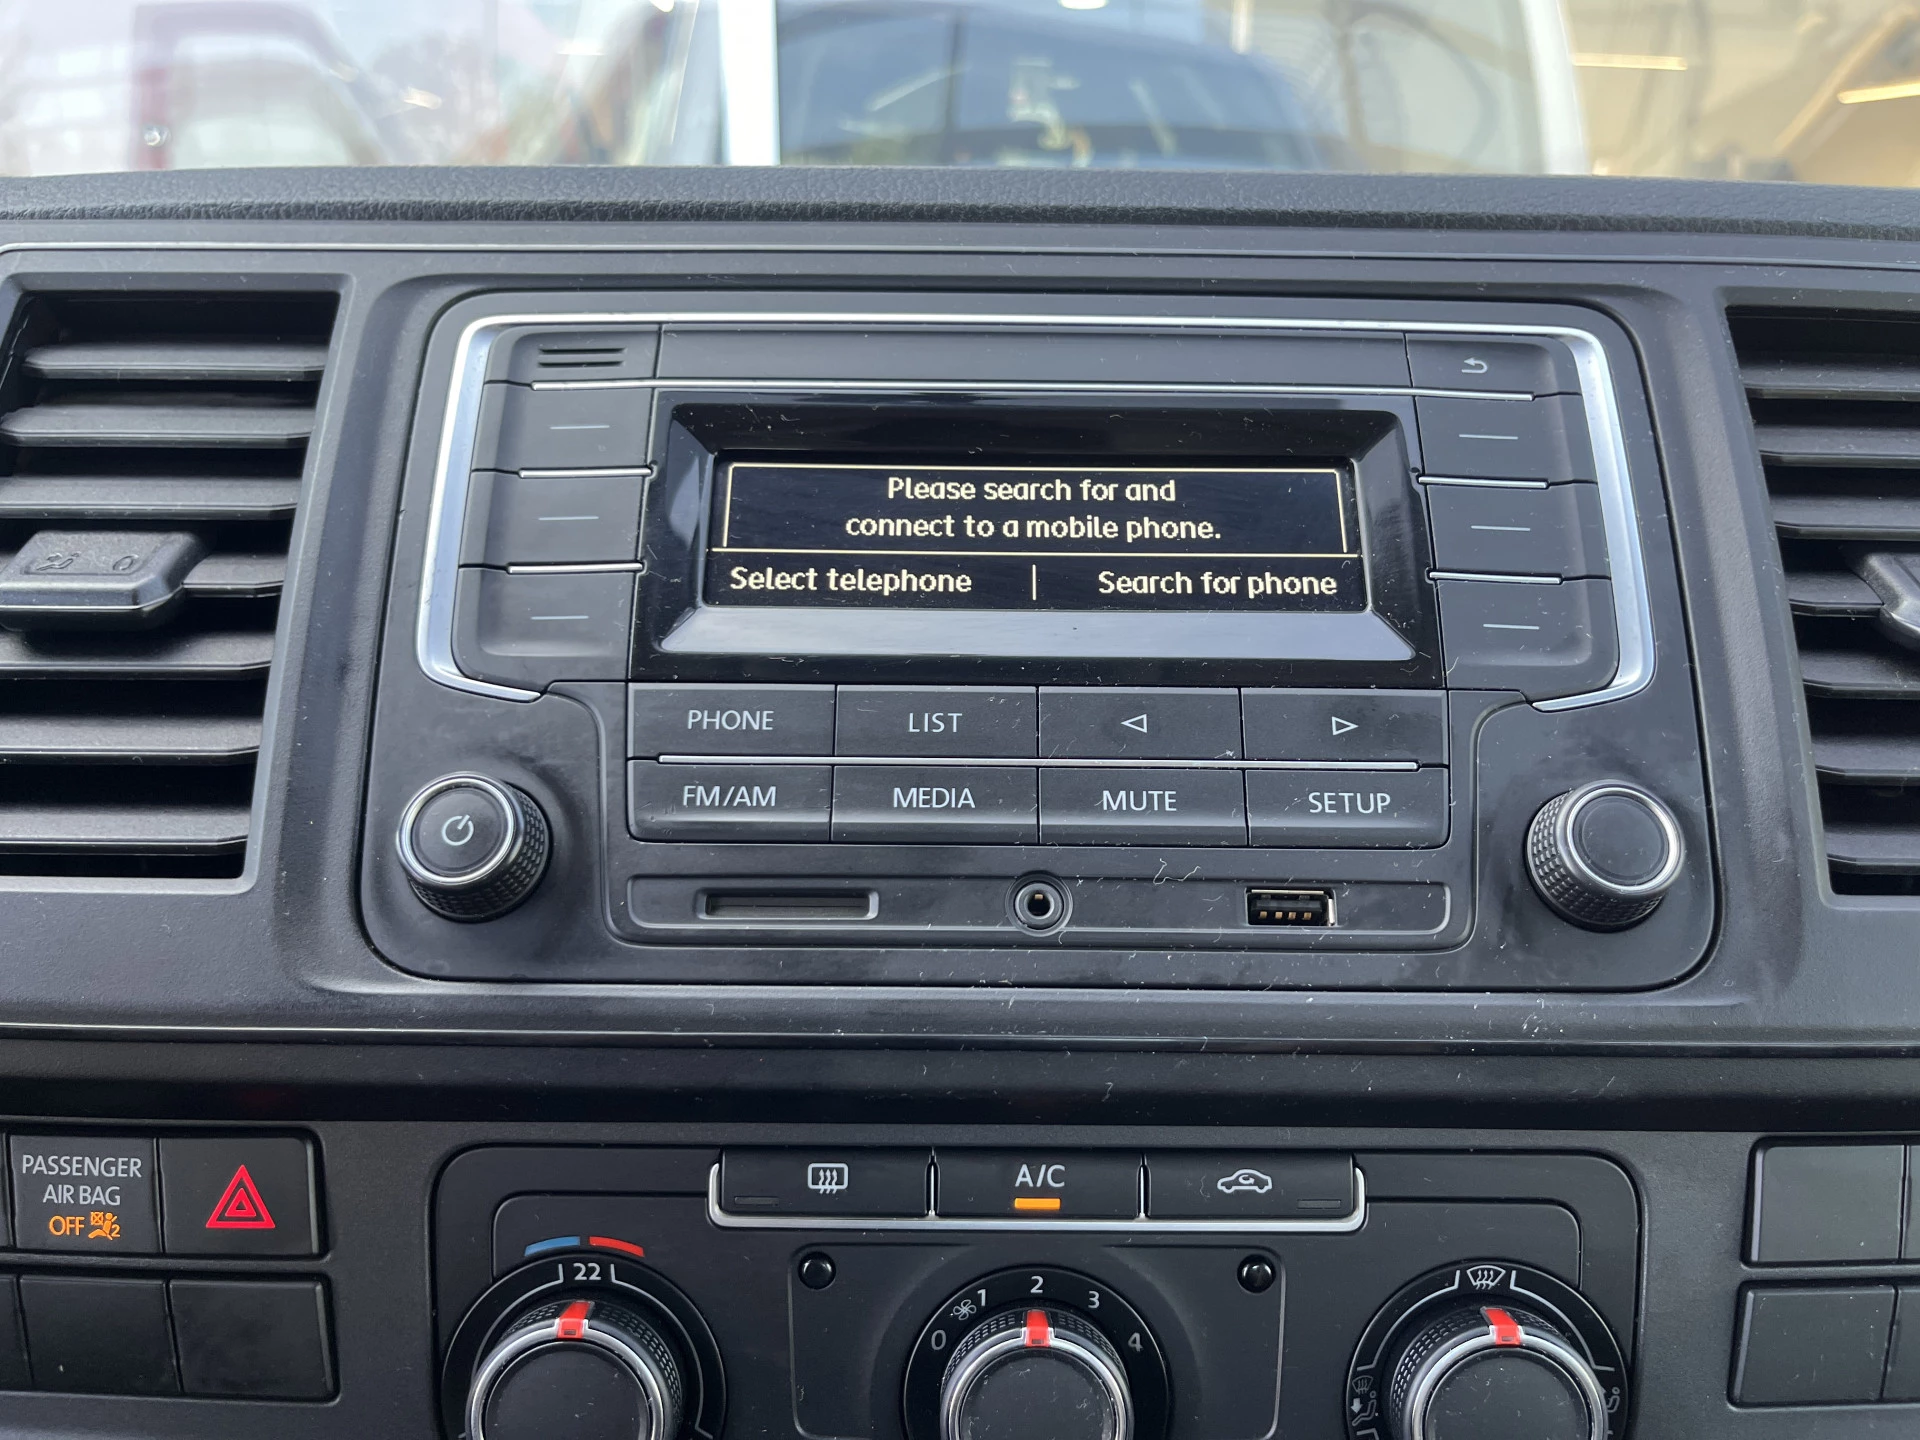 Please search for and
connect to a mobile phone.
Select telephone | Search for phone
PHONE LIST
FM/AM MEDIA MUTE SETUP
PASSENGER
AIR BAG
OFF 2
A/C
22
0 1 2 3 4